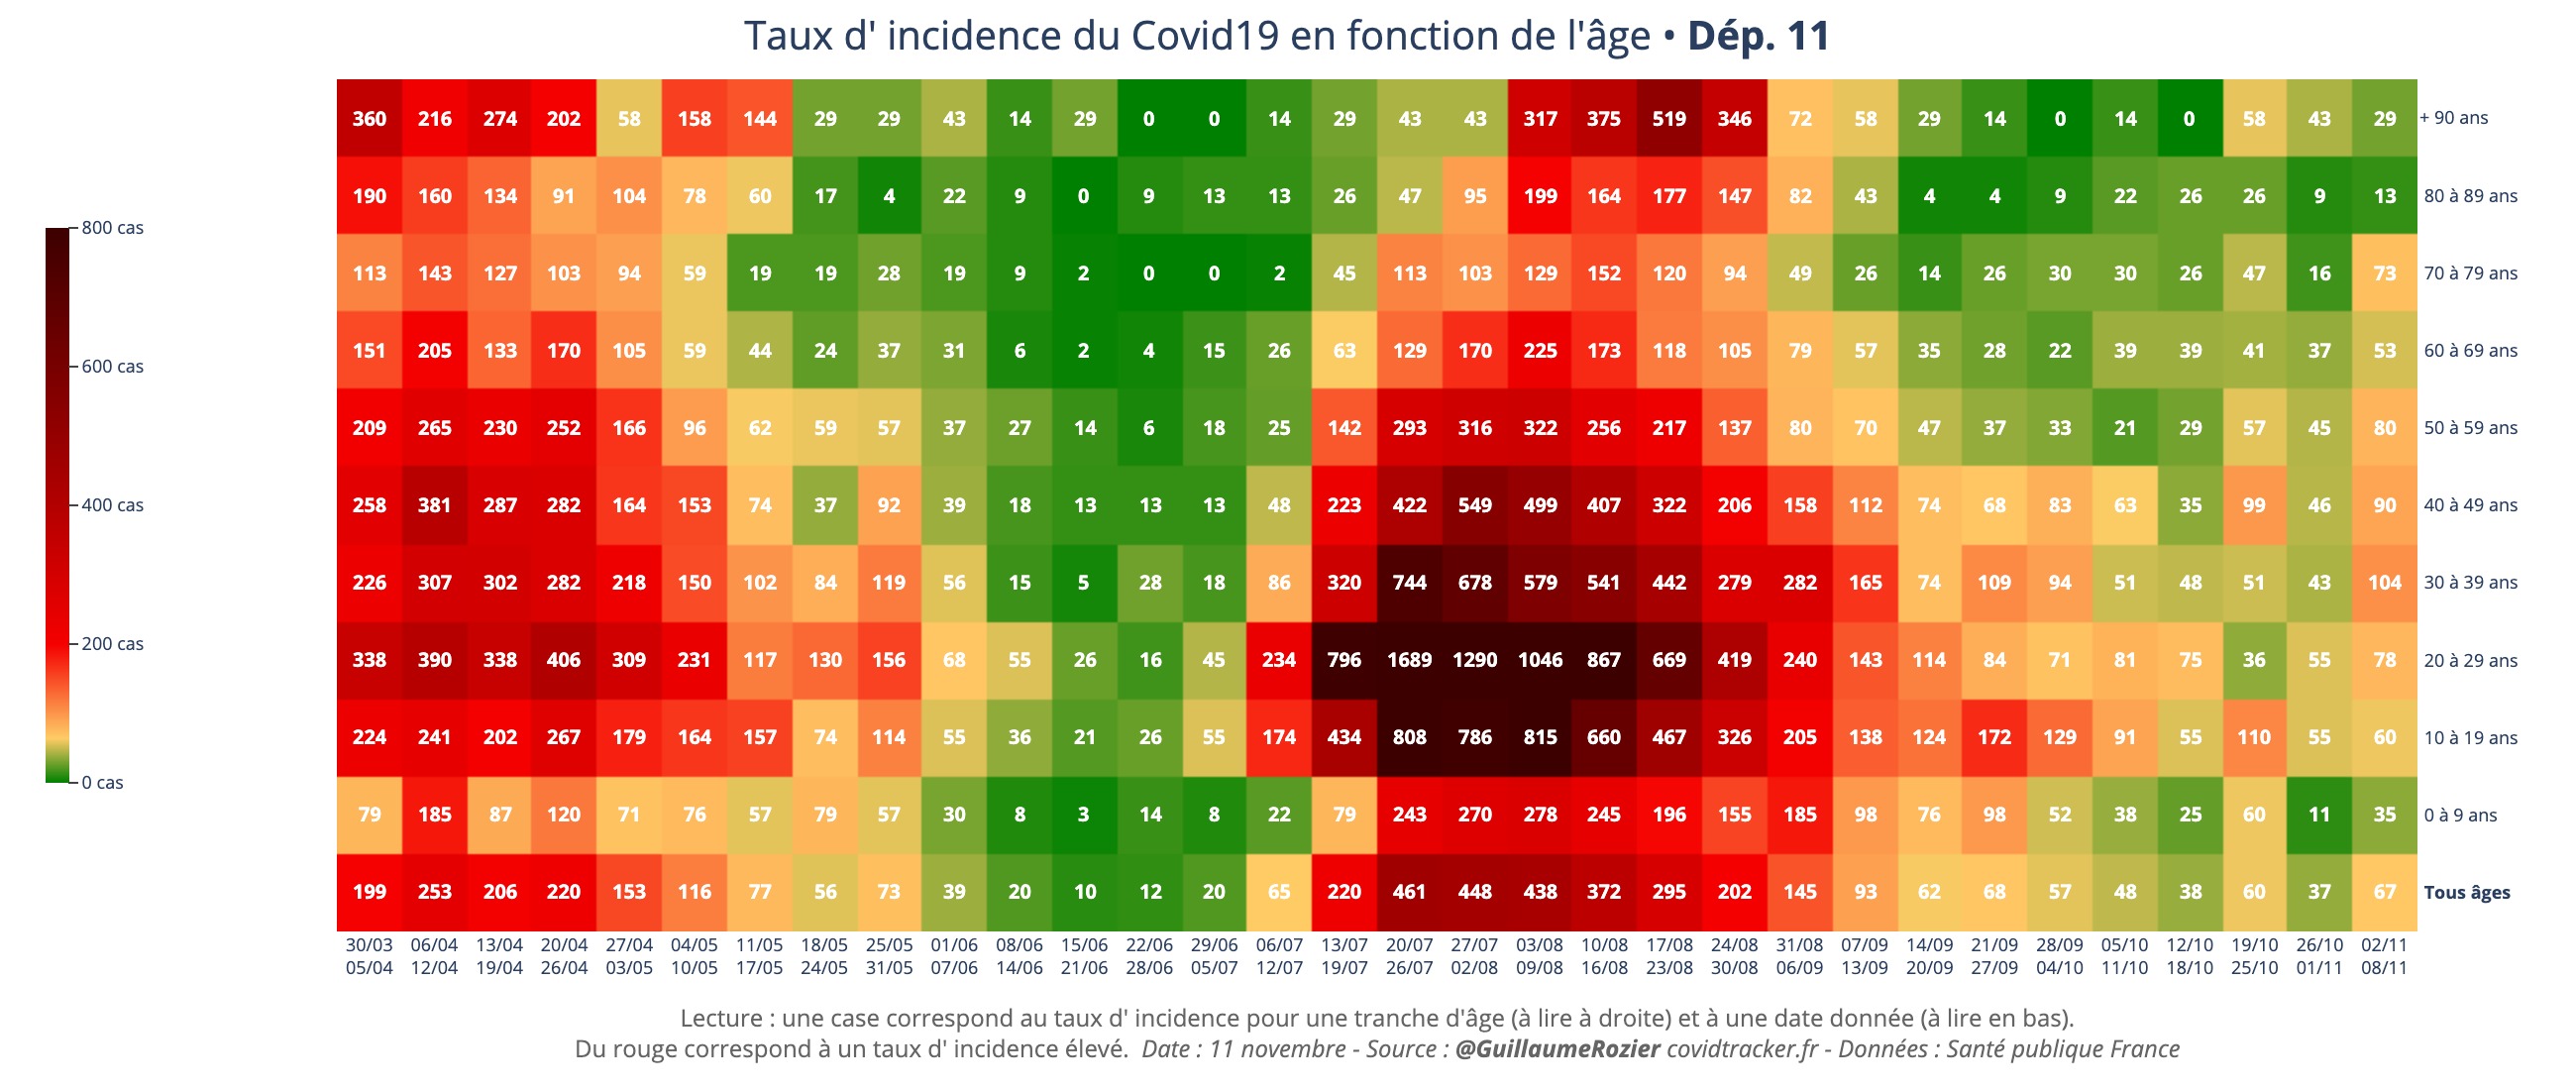 Taux d' incidence du Covid19 en fonction de l'âge • Dép. 11
800 cas
600 cas
400 cas
200 cas
0 cas
360 216 274 202 58 158 144 29 29 43 14 29 0 0 14 29 43 43 317 375 519 346 72 58 29 14 0 14 0 58 43 29 + 90 ans
190 160 134 91 104 78 60 17 4 22 9 0 9 13 13 26 47 95 199 164 177 147 82 43 4 4 9 22 26 26 9 13 80 à 89 ans
113 143 127 103 94 59 19 19 28 19 9 2 0 0 2 45 113 103 129 152 120 94 49 26 14 26 30 30 26 47 16 73 70 à 79 ans
151 205 133 170 105 59 44 24 37 31 6 2 4 15 26 63 129 170 225 173 118 105 79 57 35 28 22 39 39 41 37 53 60 à 69 ans
209 265 230 252 166 96 62 59 57 37 27 14 6 18 25 142 293 316 322 256 217 137 80 70 47 37 33 21 29 57 45 80 50 à 59 ans
258 381 287 282 164 153 74 37 92 39 18 13 13 13 48 223 422 549 499 407 322 206 158 112 74 68 83 63 35 99 46 90 40 à 49 ans
226 307 302 282 218 150 102 84 119 56 15 5 28 18 86 320 744 678 579 541 442 279 282 165 74 109 94 51 48 51 43 104 30 à 39 ans
338 390 338 406 309 231 117 130 156 68 55 26 16 45 234 796 1689 1290 1046 867 669 419 240 143 114 84 71 81 75 36 55 78 20 à 29 ans
224 241 202 267 179 164 157 74 114 55 36 21 26 55 174 434 808 786 815 660 467 326 205 138 124 172 129 91 55 110 55 60 10 à 19 ans
79 185 87 120 71 76 57 79 57 30 8 3 14 8 22 79 243 270 278 245 196 155 185 98 76 98 52 38 25 60 11 35 0 à 9 ans
199 253 206 220 153 116 77 56 73 39 20 10 12 20 65 220 461 448 438 372 295 202 145 93 62 68 57 48 38 60 37 67 Tous âges
30/03 06/04 13/04 20/04 27/04 04/05 11/05 18/05 25/05 01/06 08/06 15/06 22/06 29/06 06/07 13/07 20/07 27/07 03/08 10/08 17/08 24/08 31/08 07/09 14/09 21/09 28/09 05/10 12/10 19/10 26/10 02/11
05/04 12/04 19/04 26/04 03/05 10/05 17/05 24/05 31/05 07/06 14/06 21/06 28/06 05/07 12/07 19/07 26/07 02/08 09/08 16/08 23/08 30/08 06/09 13/09 20/09 27/09 04/10 11/10 18/10 25/10 01/11 08/11
Lecture : une case correspond au taux d' incidence pour une tranche d'âge (à lire à droite) et à une date donnée (à lire en bas).
Du rouge correspond à un taux d' incidence élevé. Date : 11 novembre - Source : @GuillaumeRozier covidtracker.fr - Données : Santé publique France